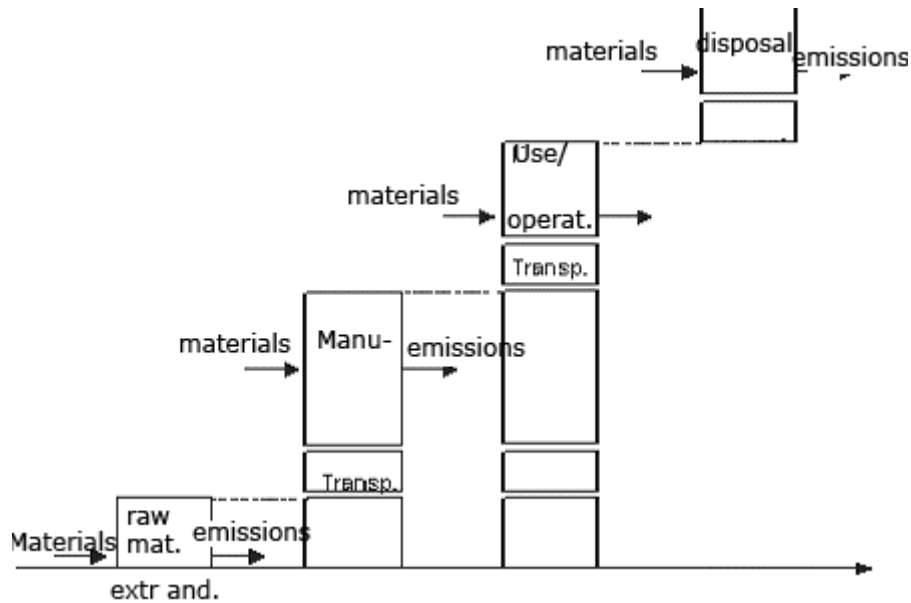 materials
disposal
emissions
Use/
materials
operat.
Transp.
materials
Manu-
emissions
Transp.
raw
Materials
mat.
emissions
extr and.